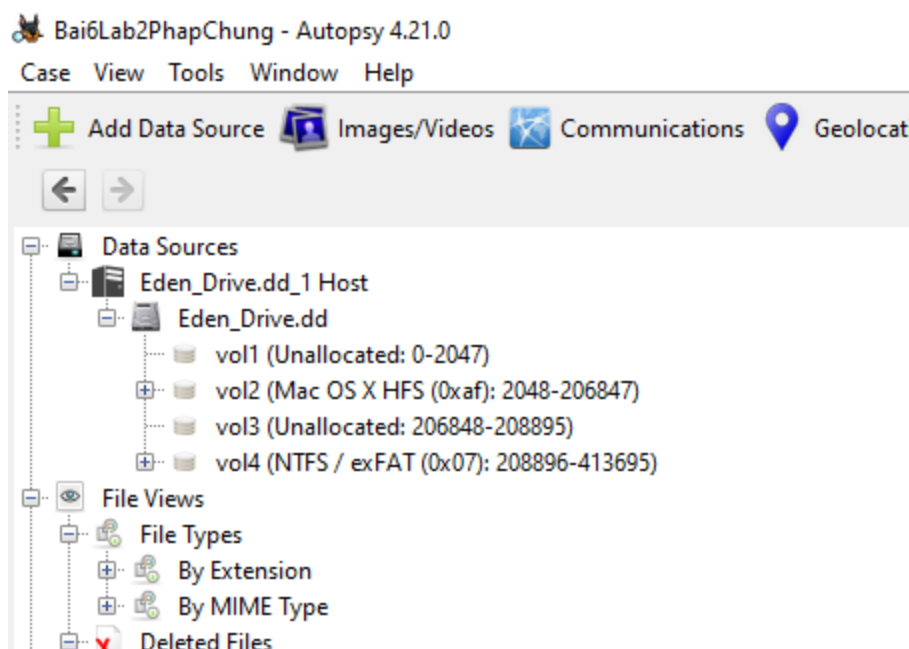 Bai6Lab2PhapChung - Autopsy 4.21.0
Case View Tools Window Help
Add Data Source Images/Videos Communications Geolocat
Data Sources
Eden_Drive.dd_1 Host
Eden_Drive.dd
vol1 (Unallocated: 0-2047)
vol2 (Mac OS X HFS (0xaf): 2048-206847)
vol3 (Unallocated: 206848-208895)
vol4 (NTFS / exFAT (0x07): 208896-413695)
File Views
File Types
By Extension
By MIME Type
Deleted Files